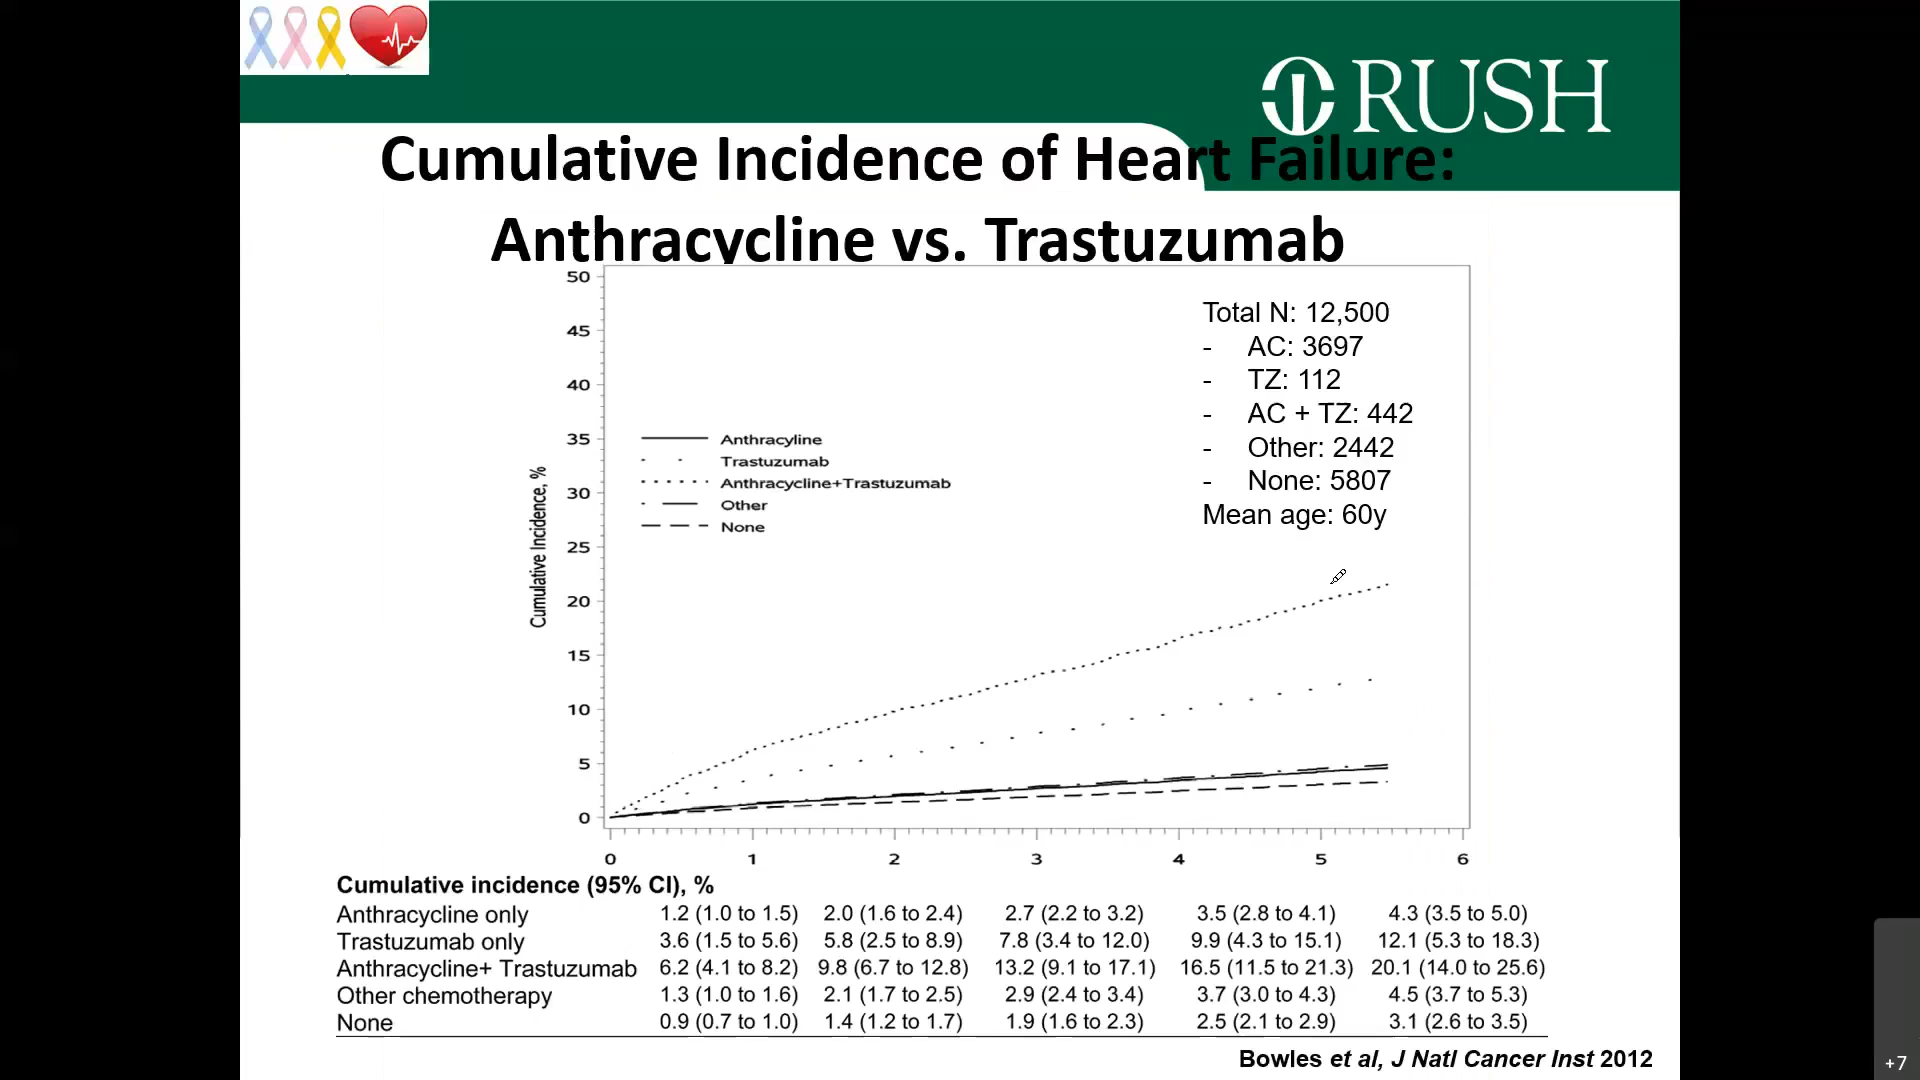 RUSH
Cumulative Incidence of Heart Failure:
Anthracycline vs. Trastuzumab
50
45
40
35
30
25
20
15
10
5
0
Cumulative Incidence, %
Anthracyline
Trastuzumab
Anthracycline+Trastuzumab
Other
None
Total N: 12,500
- AC: 3697
- TZ: 112
- AC + TZ: 442
- Other: 2442
- None: 5807
Mean age: 60y
0 1 2 3 4 5 6
Cumulative incidence (95% CI), %
Anthracycline only 1.2 (1.0 to 1.5) 2.0 (1.6 to 2.4) 2.7 (2.2 to 3.2) 3.5 (2.8 to 4.1) 4.3 (3.5 to 5.0)
Trastuzumab only 3.6 (1.5 to 5.6) 5.8 (2.5 to 8.9) 7.8 (3.4 to 12.0) 9.9 (4.3 to 15.1) 12.1 (5.3 to 18.3)
Anthracycline+ Trastuzumab 6.2 (4.1 to 8.2) 9.8 (6.7 to 12.8) 13.2 (9.1 to 17.1) 16.5 (11.5 to 21.3) 20.1 (14.0 to 25.6)
Other chemotherapy 1.3 (1.0 to 1.6) 2.1 (1.7 to 2.5) 2.9 (2.4 to 3.4) 3.7 (3.0 to 4.3) 4.5 (3.7 to 5.3)
None 0.9 (0.7 to 1.0) 1.4 (1.2 to 1.7) 1.9 (1.6 to 2.3) 2.5 (2.1 to 2.9) 3.1 (2.6 to 3.5)
Bowles et al, J Natl Cancer Inst 2012
+7